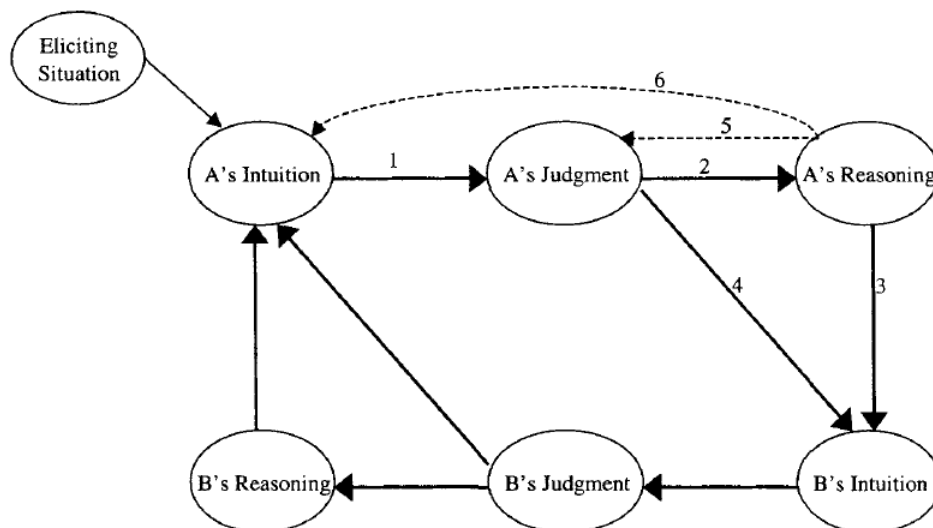 Eliciting
Situation
6
5
A's Intuition
1
A's Judgment
2
A's Reasoning
4
3
B's Reasoning
B's Judgment
B's Intuition